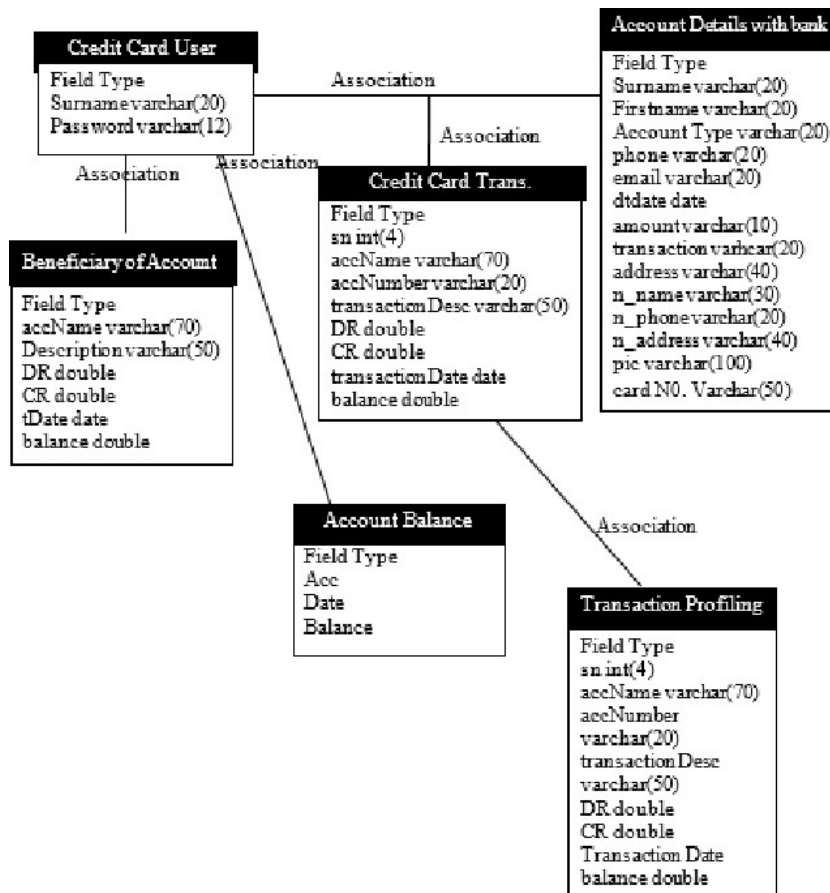 Credit Card User
Field Type
Surname varchar(20)
Password varchar(12)
Association
Account Details with bank
Field Type
Surname varchar(20)
Firstname varchar(20)
Account Type varchar(20)
phone varchar(20)
email varchar(20)
dtdate date
amount varchar(10)
transaction varhcar(20)
address varchar(40)
n_name varchar(30)
n_phone varchar(20)
n_address varchar(40)
pic varchar(100)
card N0. Varchar(50)
Association
Association
Association
Credit Card Trans.
Field Type
sn int(4)
accName varchar(70)
accNumber varchar(20)
transactionDesc varchar(50)
DR double
CR double
transactionDate date
balance double
Beneficiary of Account
Field Type
accName varchar(70)
Description varchar(50)
DR double
CR double
tDate date
balance double
Account Balance
Field Type
Acc
Date
Balance
Association
Transaction Profiling
Field Type
sn int(4)
accName varchar(70)
accNumber
varchar(20)
transactionDesc
varchar(50)
DR double
CR double
Transaction Date
balance double